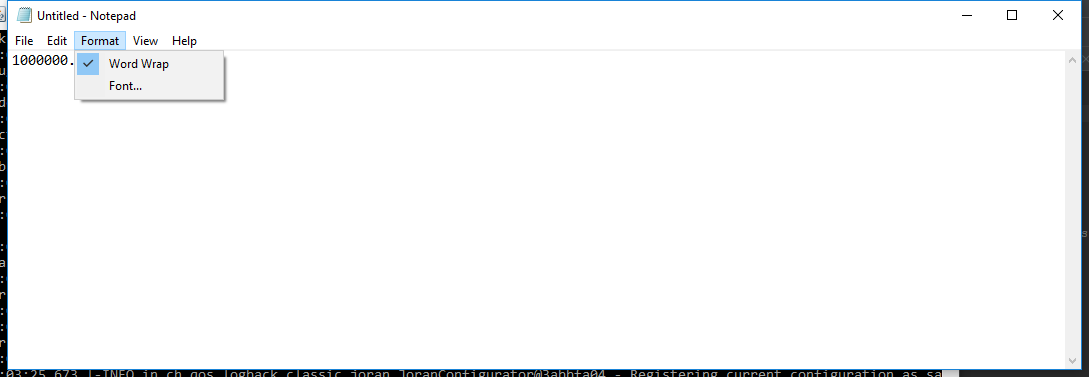 Untitled - Notepad
File Edit Format View Help
1000000.
Word Wrap
Font...
:03:25,673 |-INFO in ch.qos.logback.classic.joran.JoranConfigurator@3abbfa04 - Registering current configuration as sa